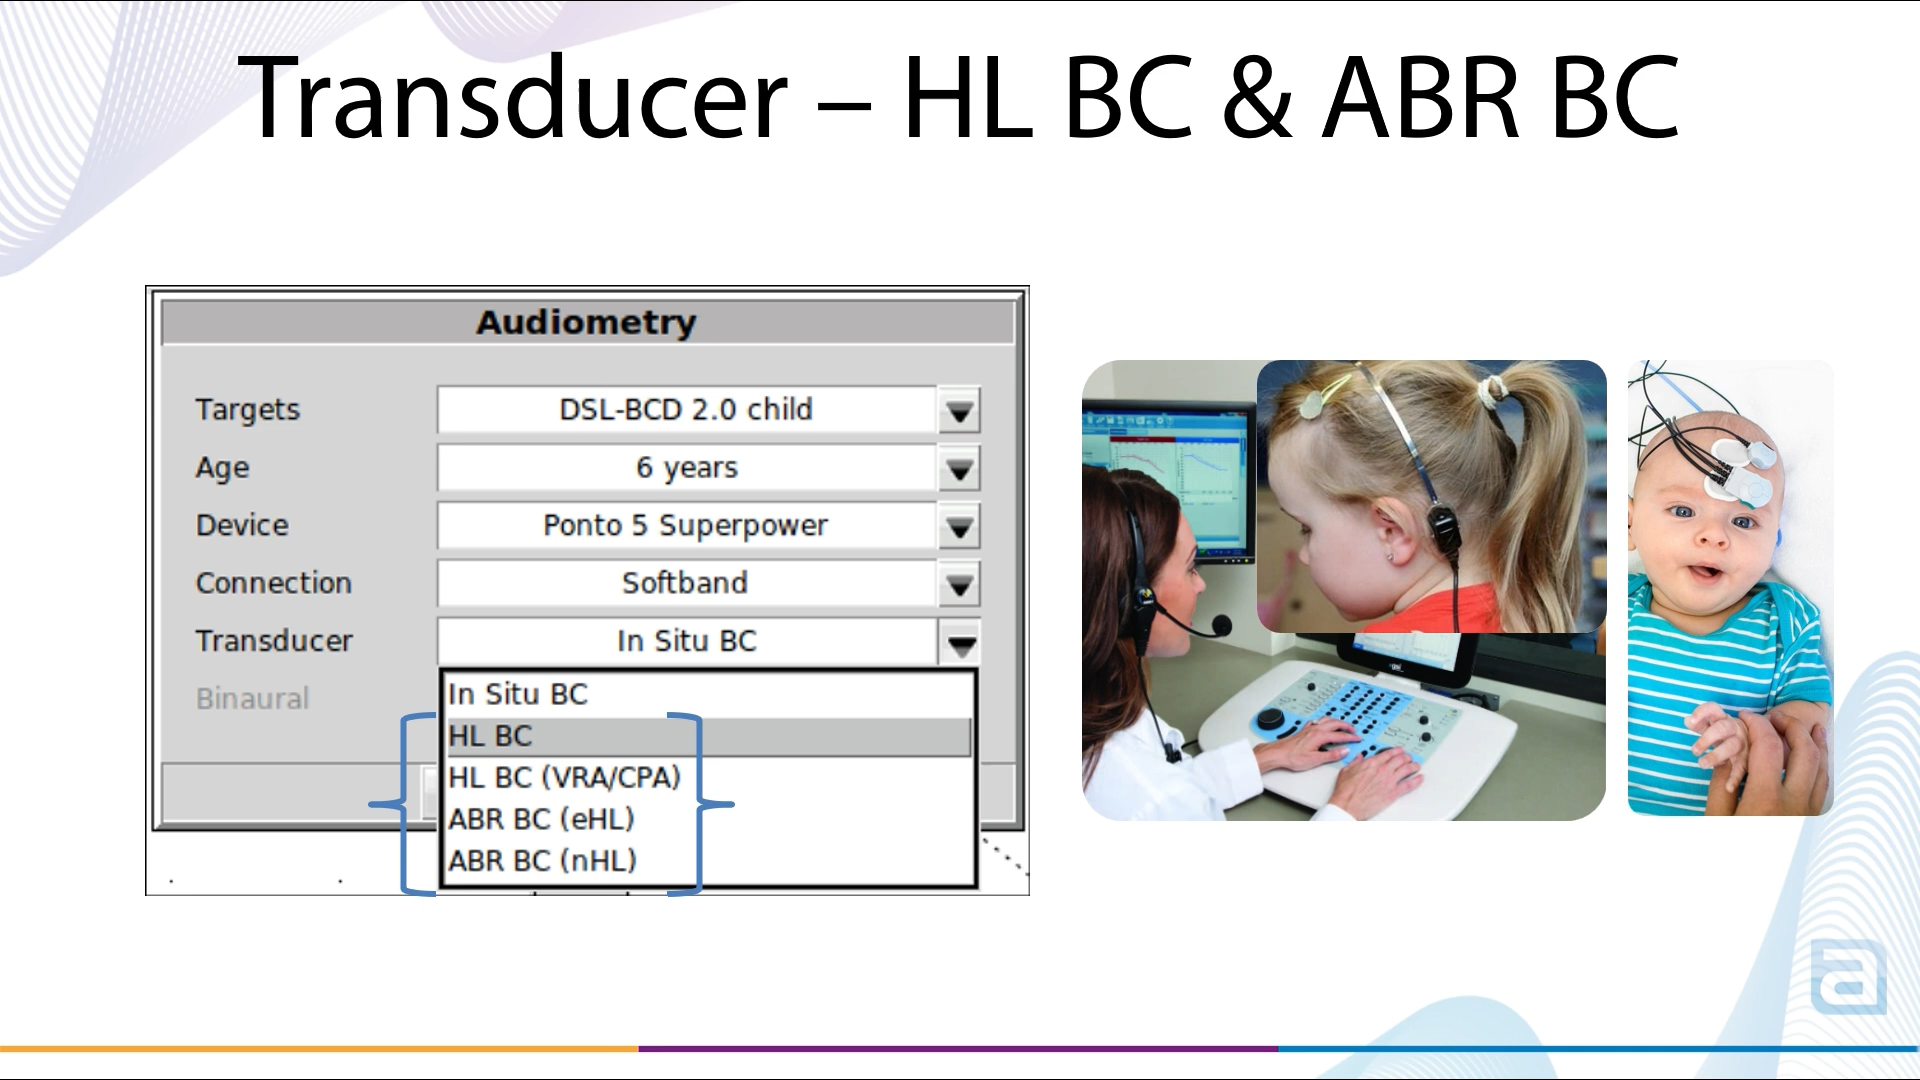 Transducer – HL BC & ABR BC
Audiometry
Targets DSL-BCD 2.0 child
Age 6 years
Device Ponto 5 Superpower
Connection Softband
Transducer In Situ BC
Binaural
In Situ BC
HL BC
HL BC (VRA/CPA)
ABR BC (eHL)
ABR BC (nHL)
gsi
a